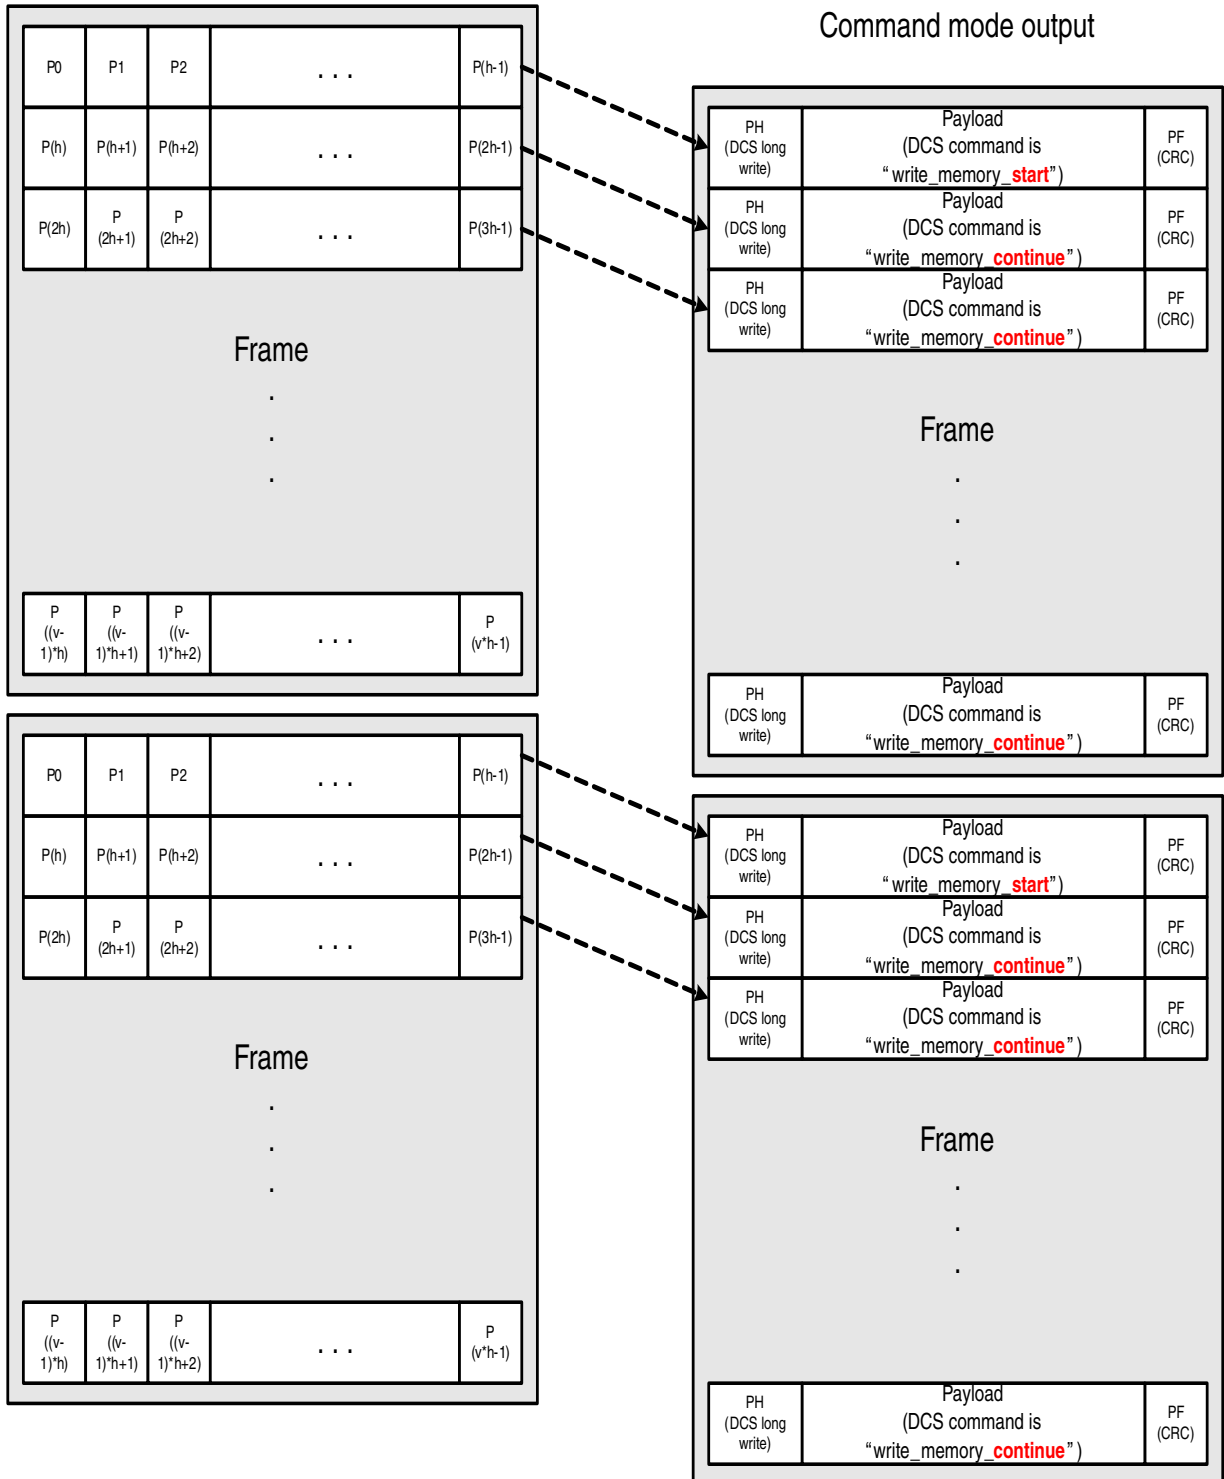 Command mode output
P0 P1 P2 . . . P(h-1)
P(h) P(h+1) P(h+2) . . . P(2h-1)
P(2h) P (2h+1) P (2h+2) . . . P(3h-1)
Frame
.
.
.
P ((v-1)*h) P ((v-1)*h+1) P ((v-1)*h+2) . . . P (v*h-1)
PH (DCS long write) Payload (DCS command is “write_memory_start”) PF (CRC)
PH (DCS long write) Payload (DCS command is “write_memory_continue”) PF (CRC)
PH (DCS long write) Payload (DCS command is “write_memory_continue”) PF (CRC)
Frame
.
.
.
PH (DCS long write) Payload (DCS command is “write_memory_continue”) PF (CRC)
P0 P1 P2 . . . P(h-1)
P(h) P(h+1) P(h+2) . . . P(2h-1)
P(2h) P (2h+1) P (2h+2) . . . P(3h-1)
Frame
.
.
.
P ((v-1)*h) P ((v-1)*h+1) P ((v-1)*h+2) . . . P (v*h-1)
PH (DCS long write) Payload (DCS command is “write_memory_start”) PF (CRC)
PH (DCS long write) Payload (DCS command is “write_memory_continue”) PF (CRC)
PH (DCS long write) Payload (DCS command is “write_memory_continue”) PF (CRC)
Frame
.
.
.
PH (DCS long write) Payload (DCS command is “write_memory_continue”) PF (CRC)